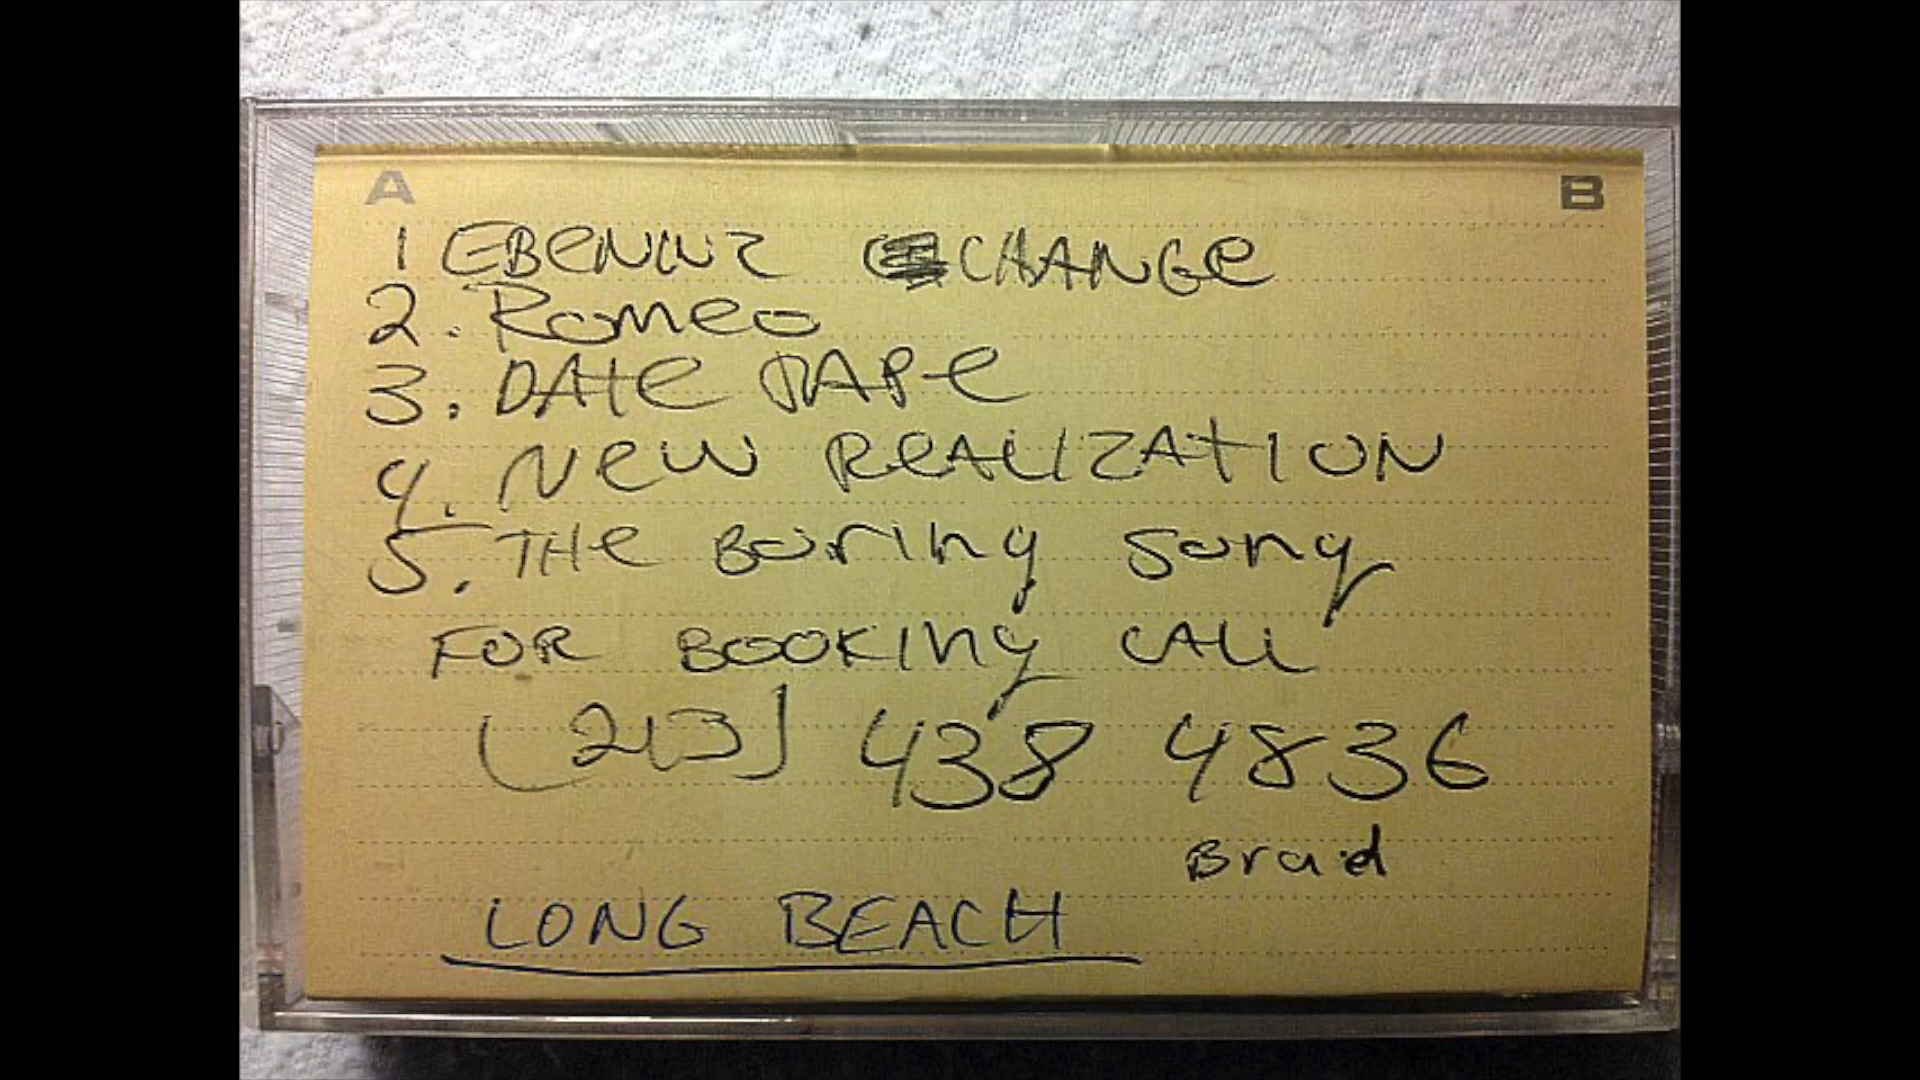 A B
1 EBENNZ CHANGE
2. Romeo
3. DATE RAPE
4. NEW REALIZATION
5. THE Boring song
FOR BOOKING CALL
(213) 438 4836
Brad
LONG BEACH